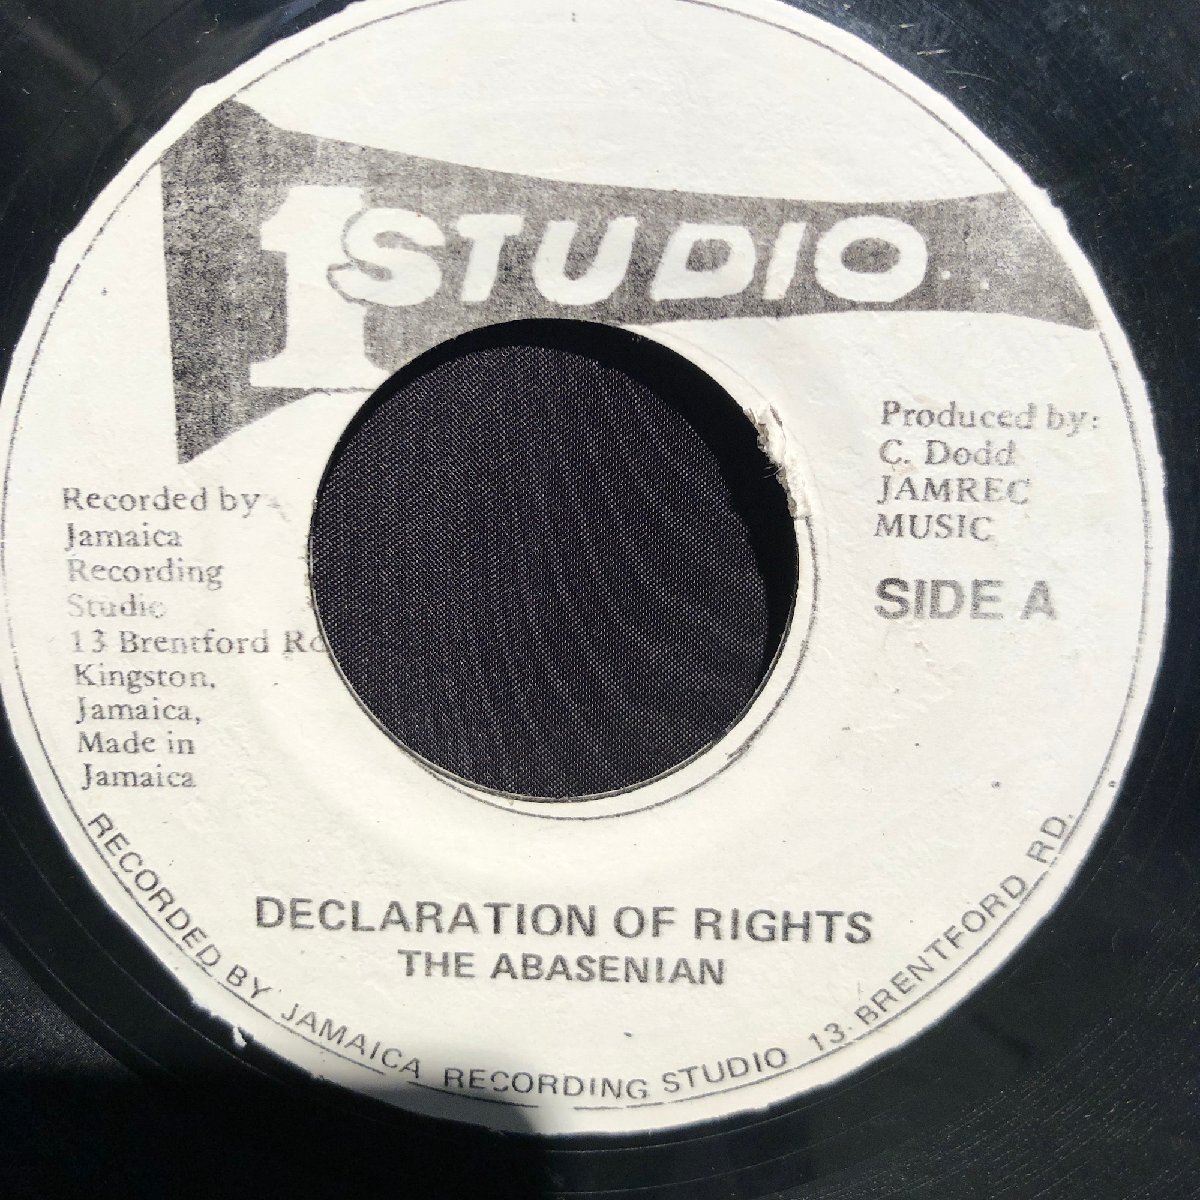 1 STUDIO
Produced by:
C. Dodd
JAMREC
MUSIC
SIDE A
Recorded by
Jamaica
Recording
Studio
13 Brentford Rd
Kingston,
Jamaica,
Made in
Jamaica
DECLARATION OF RIGHTS
THE ABASENIAN
RECORDED BY JAMAICA RECORDING STUDIO 13. BRENTFORD RD.